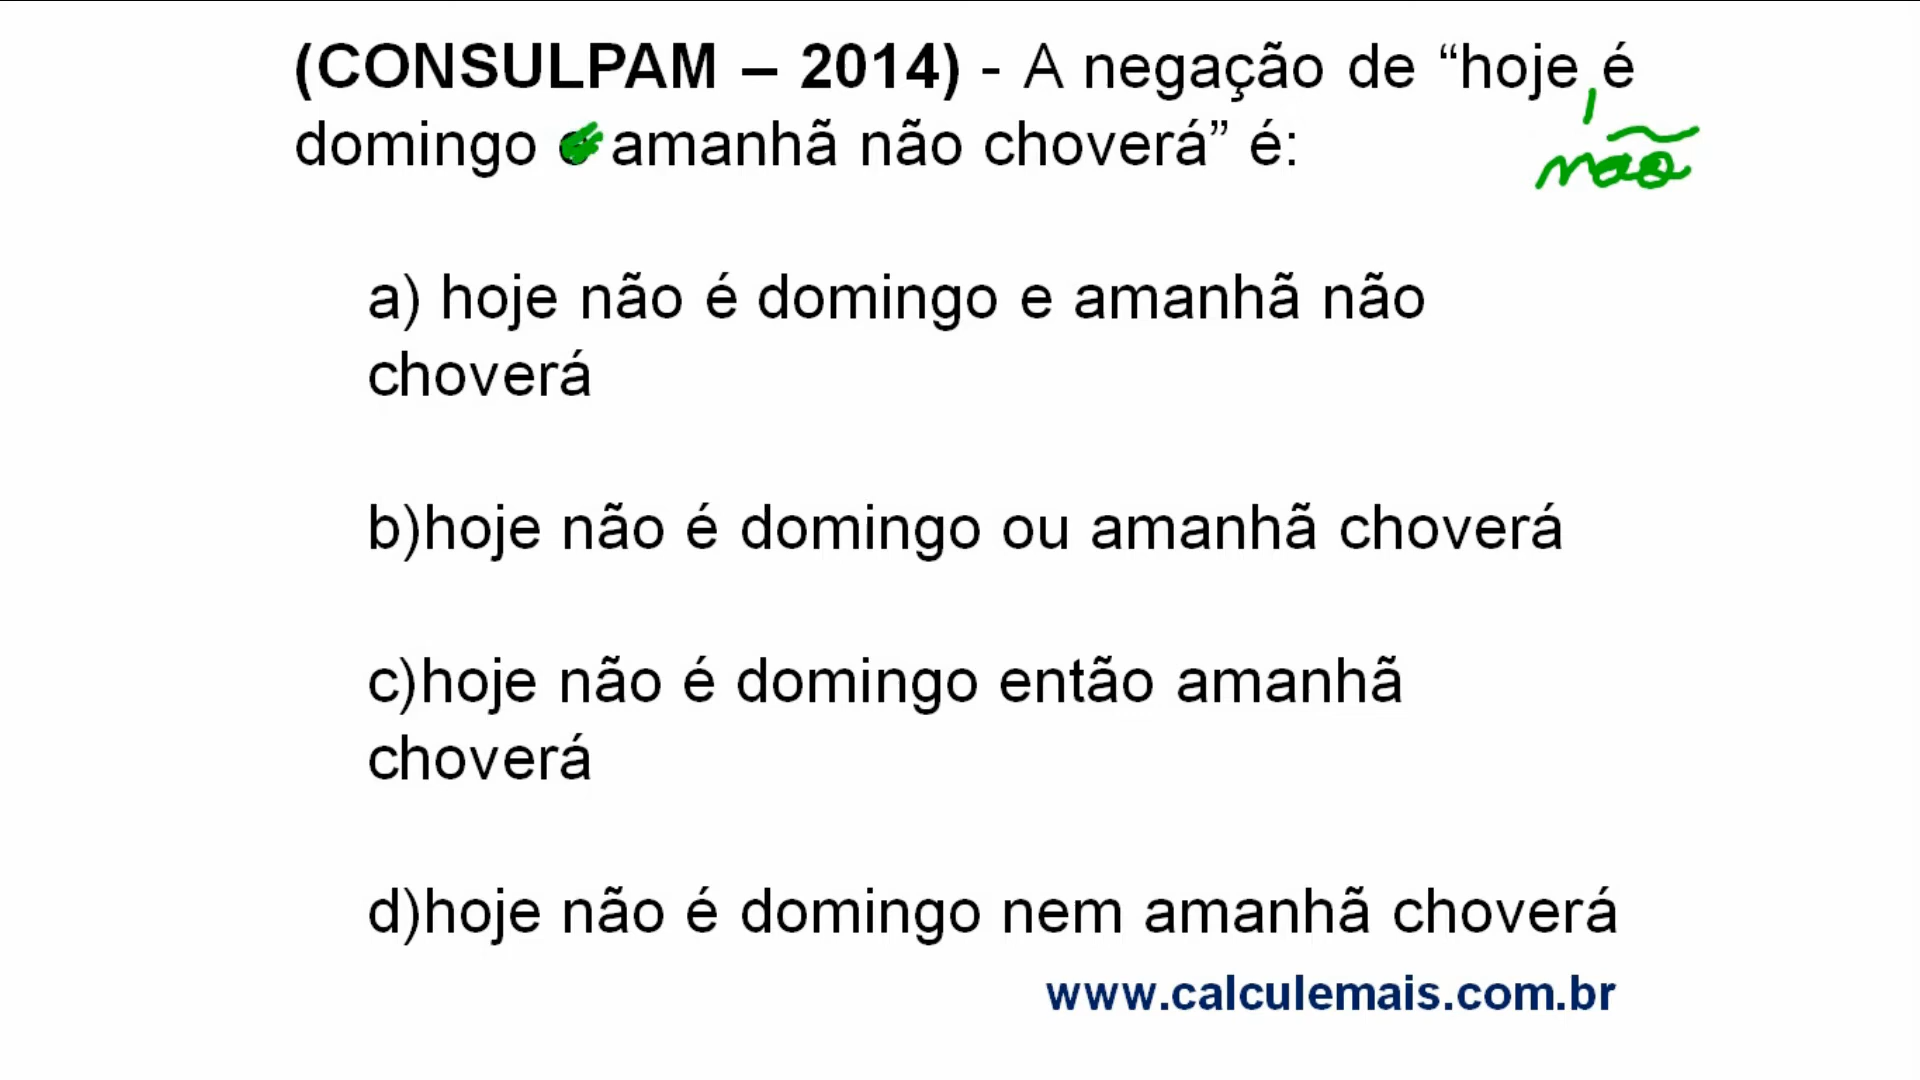 (CONSULPAM – 2014) - A negação de “hoje é
domingo e amanhã não choverá” é:
não
a) hoje não é domingo e amanhã não
choverá
b)hoje não é domingo ou amanhã choverá
c)hoje não é domingo então amanhã
choverá
d)hoje não é domingo nem amanhã choverá
www.calculemais.com.br